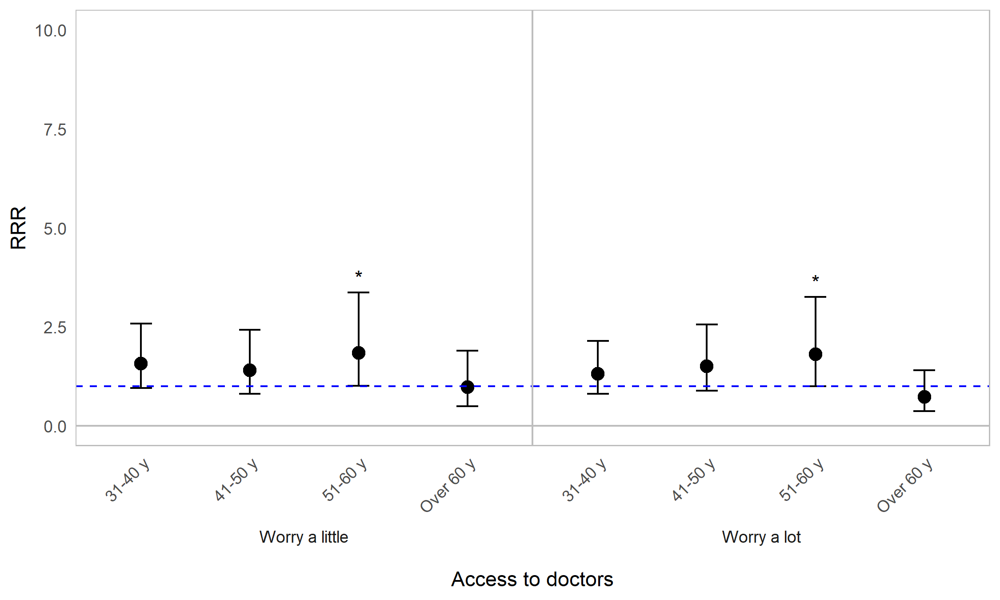 10.0
7.5
5.0
2.5
0.0
RRR
*
*
31-40 y
41-50 y
51-60 y
Over 60 y
31-40 y
41-50 y
51-60 y
Over 60 y
Worry a little
Worry a lot
Access to doctors